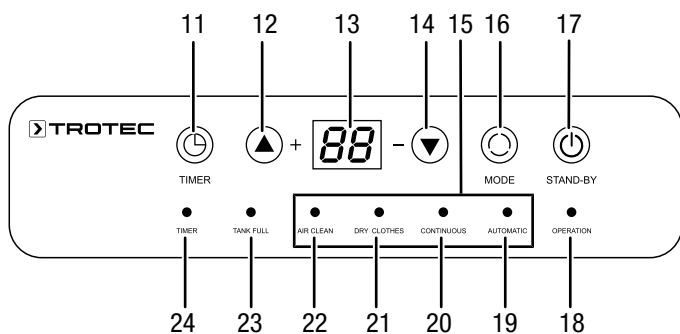 11 12 13 14 15 16 17
TROTEC
+ 88 -
TIMER MODE STAND-BY
TIMER TANK FULL AIR CLEAN DRY CLOTHES CONTINUOUS AUTOMATIC OPERATION
24 23 22 21 20 19 18